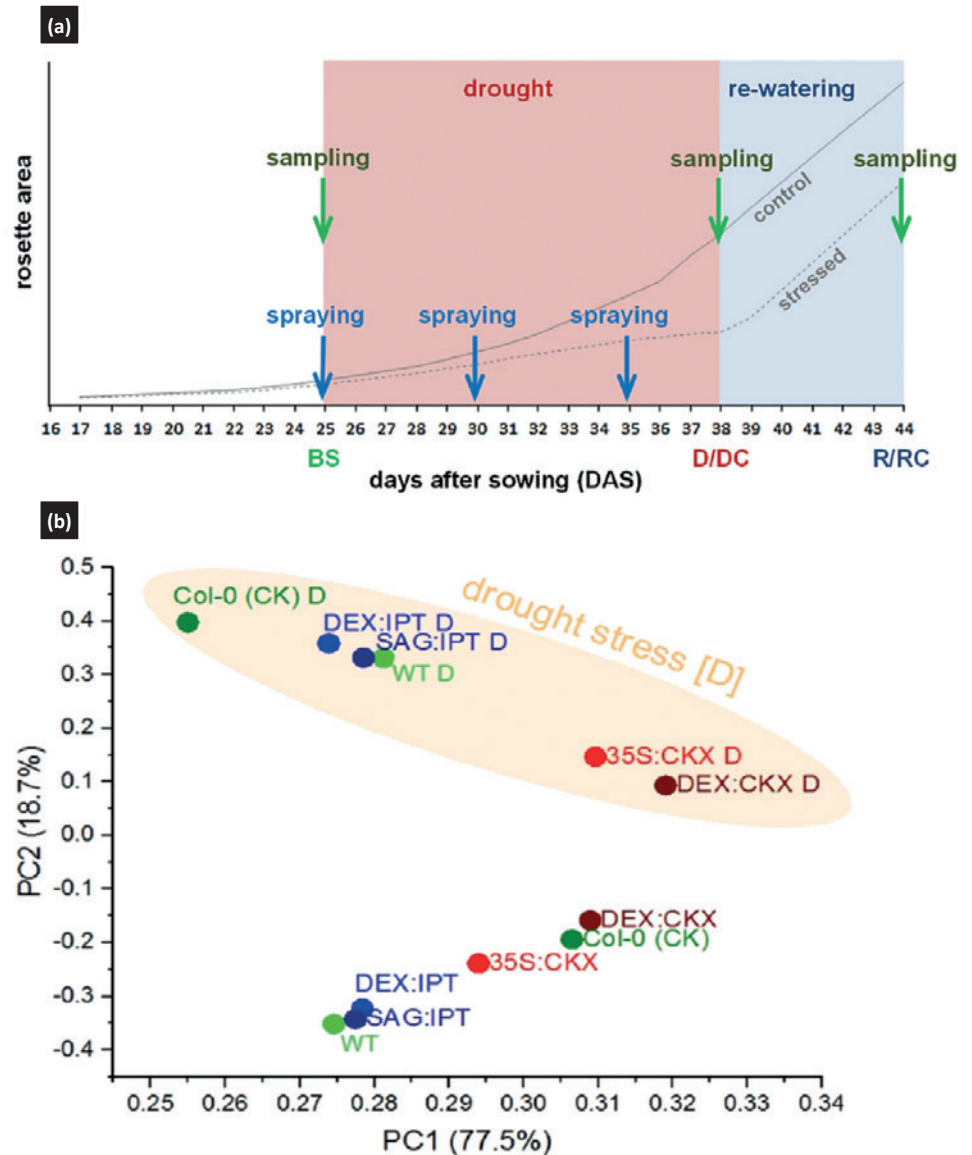 (a)
drought
re-watering
sampling
sampling
sampling
control
stressed
spraying
spraying
spraying
rosette area
16 17 18 19 20 21 22 23 24 25 26 27 28 29 30 31 32 33 34 35 36 37 38 39 40 41 42 43 44
BS
D/DC
R/RC
days after sowing (DAS)
(b)
0.5
0.4
0.3
0.2
0.1
0.0
-0.1
-0.2
-0.3
-0.4
PC2 (18.7%)
drought stress [D]
Col-0 (CK) D
DEX:IPT D
SAG:IPT D
WT D
35S:CKX D
DEX:CKX D
DEX:CKX
Col-0 (CK)
35S:CKX
DEX:IPT
SAG:IPT
WT
0.25 0.26 0.27 0.28 0.29 0.30 0.31 0.32 0.33 0.34
PC1 (77.5%)